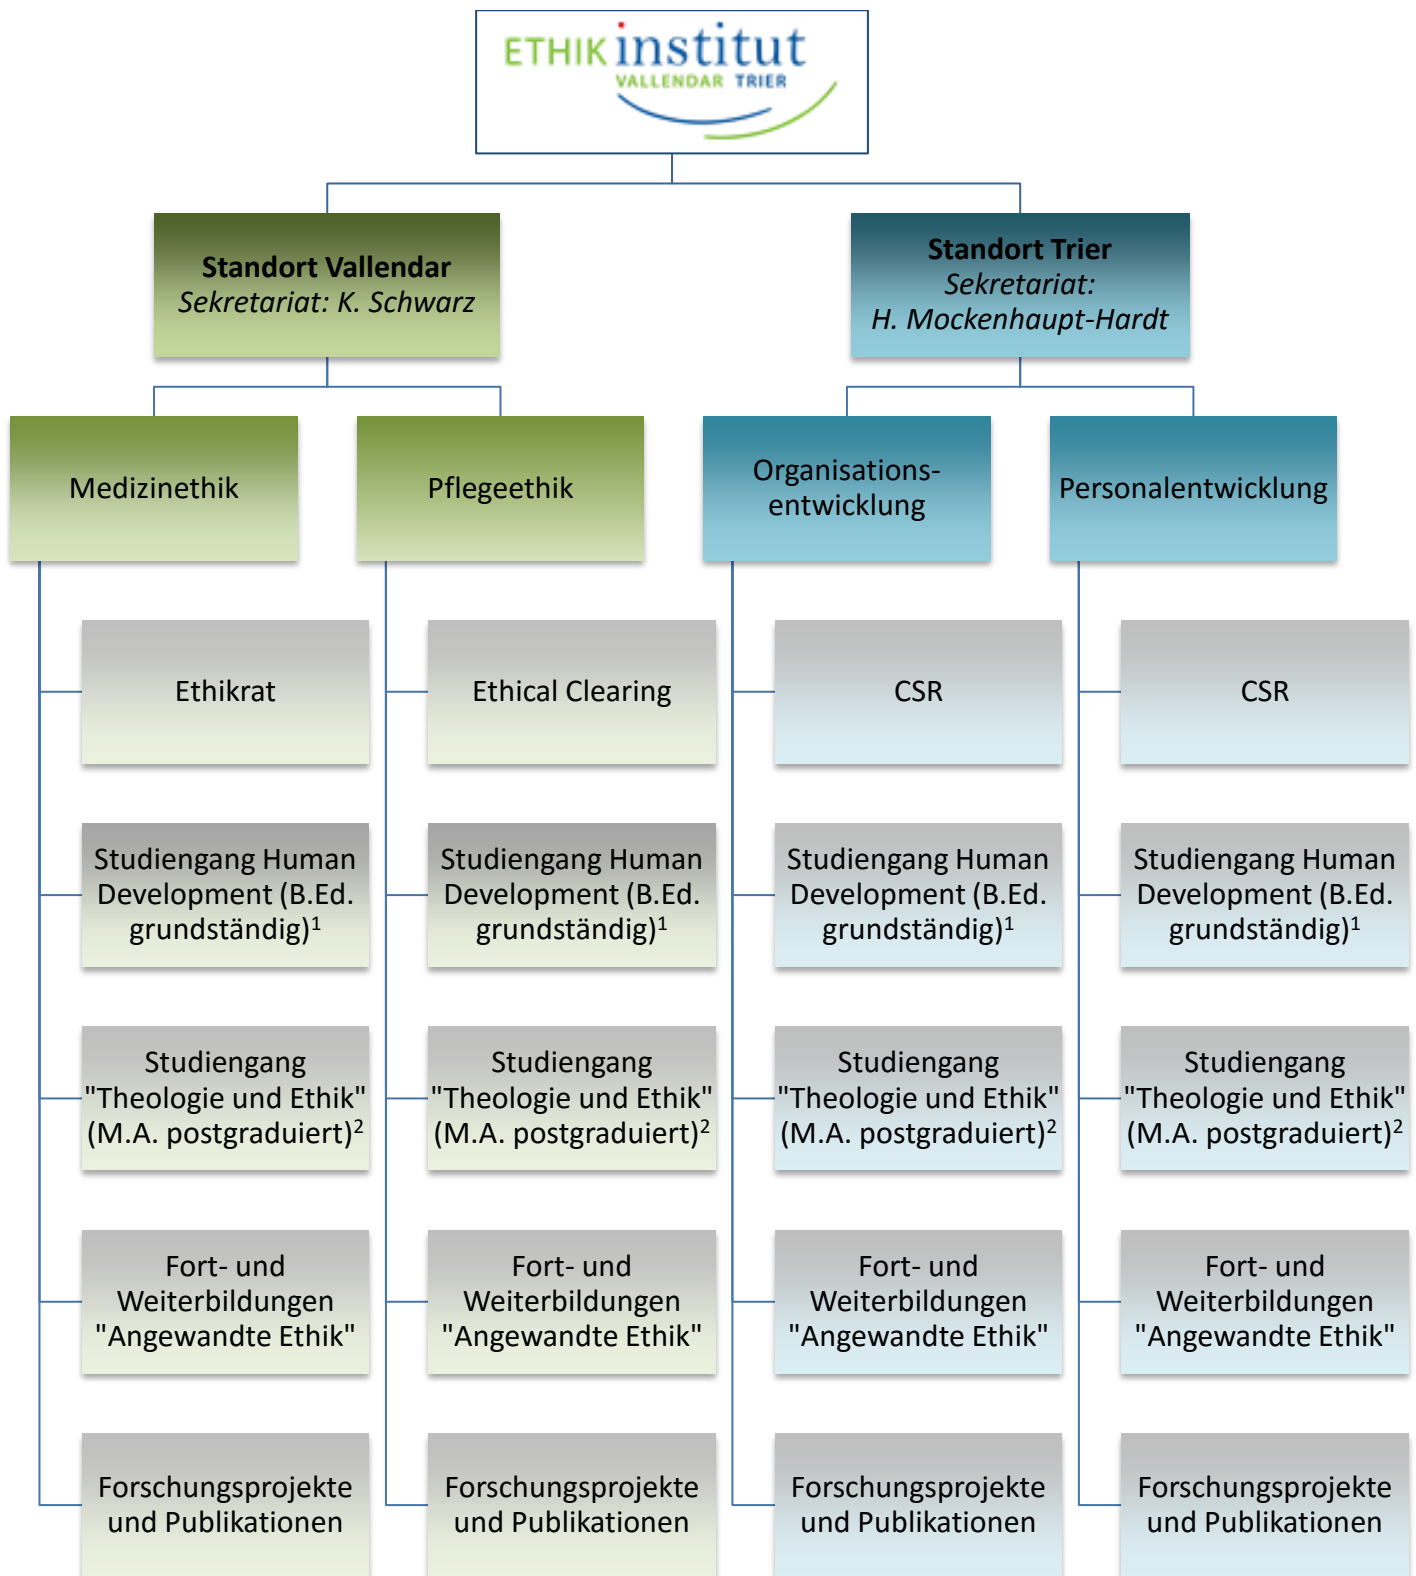 ETHIK institut
VALLENDAR TRIER
Standort Vallendar
Sekretariat: K. Schwarz
Standort Trier
Sekretariat:
H. Mockenhaupt-Hardt
Medizinethik
Pflegeethik
Organisations-
entwicklung
Personalentwicklung
Ethikrat
Ethical Clearing
CSR
CSR
Studiengang Human
Development (B.Ed.
grundständig)¹
Studiengang Human
Development (B.Ed.
grundständig)¹
Studiengang Human
Development (B.Ed.
grundständig)¹
Studiengang Human
Development (B.Ed.
grundständig)¹
Studiengang
"Theologie und Ethik"
(M.A. postgraduiert)²
Studiengang
"Theologie und Ethik"
(M.A. postgraduiert)²
Studiengang
"Theologie und Ethik"
(M.A. postgraduiert)²
Studiengang
"Theologie und Ethik"
(M.A. postgraduiert)²
Fort- und
Weiterbildungen
"Angewandte Ethik"
Fort- und
Weiterbildungen
"Angewandte Ethik"
Fort- und
Weiterbildungen
"Angewandte Ethik"
Fort- und
Weiterbildungen
"Angewandte Ethik"
Forschungsprojekte
und Publikationen
Forschungsprojekte
und Publikationen
Forschungsprojekte
und Publikationen
Forschungsprojekte
und Publikationen